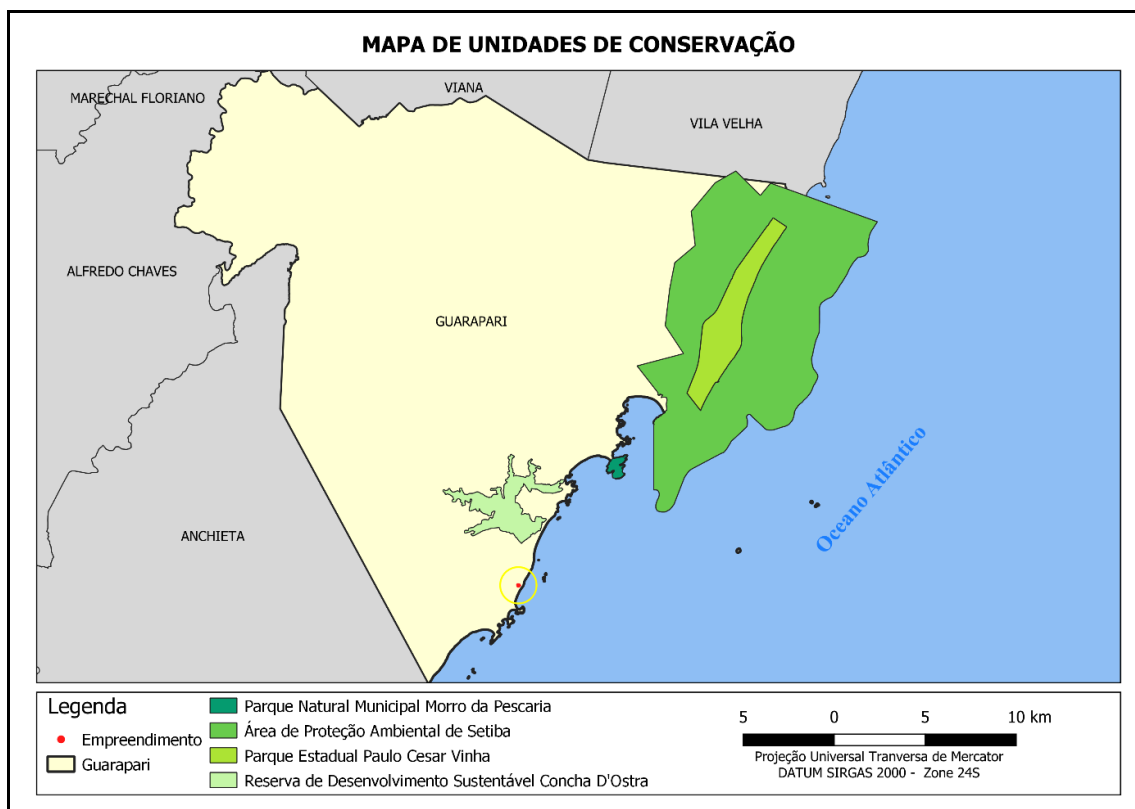 MAPA DE UNIDADES DE CONSERVAÇÃO
MARECHAL FLORIANO
VIANA
VILA VELHA
ALFREDO CHAVES
GUARAPARI
ANCHIETA
Oceano Atlântico
Legenda
Empreendimento
Guarapari
Parque Natural Municipal Morro da Pescaria
Área de Proteção Ambiental de Setiba
Parque Estadual Paulo Cesar Vinha
Reserva de Desenvolvimento Sustentável Concha D'Ostra
5 0 5 10 km
Projeção Universal Tranversa de Mercator
DATUM SIRGAS 2000 - Zone 24S